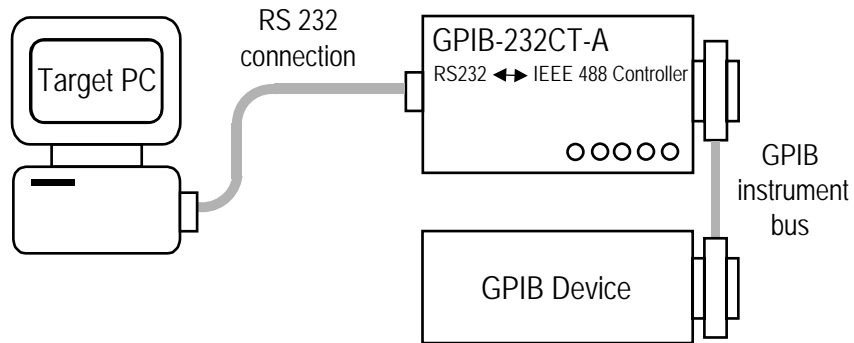 RS 232
connection
Target PC
GPIB-232CT-A
RS232 ◄► IEEE 488 Controller
GPIB
instrument
bus
GPIB Device